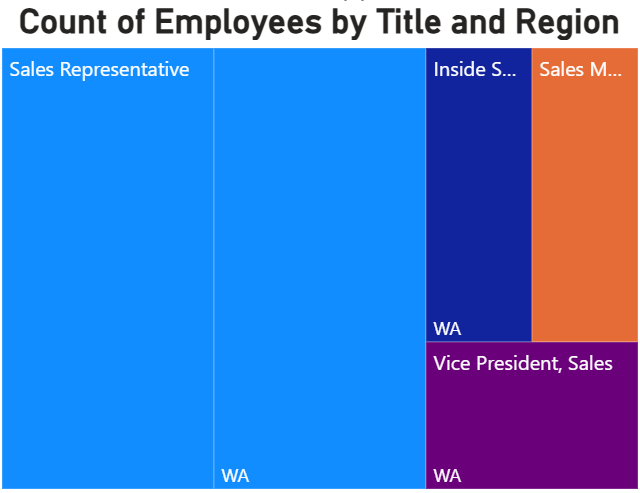 Count of Employees by Title and Region
Sales Representative
Inside S...
Sales M...
WA
Vice President, Sales
WA
WA